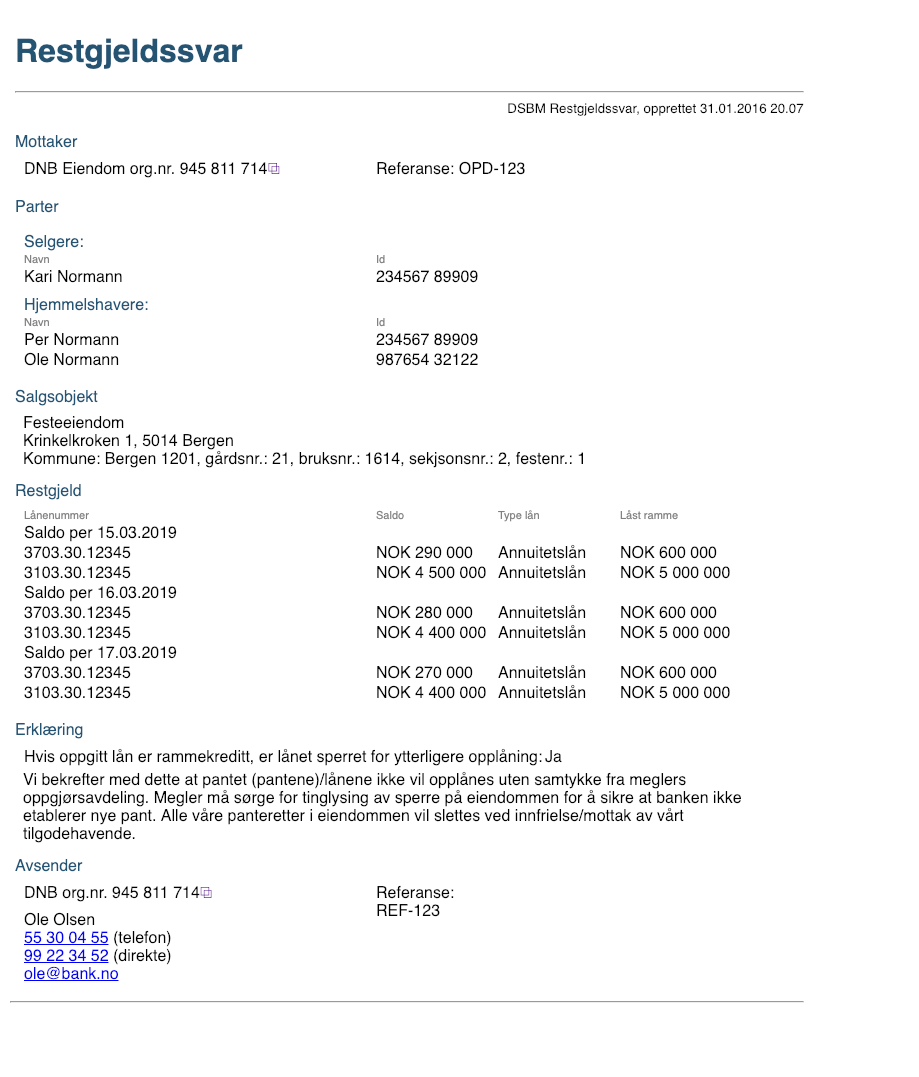 Restgjeldssvar
DSBM Restgjeldssvar, opprettet 31.01.2016 20.07
Mottaker
DNB Eiendom org.nr. 945 811 714 Referanse: OPD-123
Parter
Selgere:
Navn Id
Kari Normann 234567 89909
Hjemmelshavere:
Navn Id
Per Normann 234567 89909
Ole Normann 987654 32122
Salgsobjekt
Festeeiendom
Krinkelkroken 1, 5014 Bergen
Kommune: Bergen 1201, gårdsnr.: 21, bruksnr.: 1614, sekjsonsnr.: 2, festenr.: 1
Restgjeld
Lånenummer Saldo Type lån Låst ramme
Saldo per 15.03.2019
3703.30.12345 NOK 290 000 Annuitetslån NOK 600 000
3103.30.12345 NOK 4 500 000 Annuitetslån NOK 5 000 000
Saldo per 16.03.2019
3703.30.12345 NOK 280 000 Annuitetslån NOK 600 000
3103.30.12345 NOK 4 400 000 Annuitetslån NOK 5 000 000
Saldo per 17.03.2019
3703.30.12345 NOK 270 000 Annuitetslån NOK 600 000
3103.30.12345 NOK 4 400 000 Annuitetslån NOK 5 000 000
Erklæring
Hvis oppgitt lån er rammekreditt, er lånet sperret for ytterligere opplåning: Ja
Vi bekrefter med dette at pantet (pantene)/lånene ikke vil opplånes uten samtykke fra meglers
oppgjørsavdeling. Megler må sørge for tinglysing av sperre på eiendommen for å sikre at banken ikke
etablerer nye pant. Alle våre panteretter i eiendommen vil slettes ved innfrielse/mottak av vårt
tilgodehavende.
Avsender
DNB org.nr. 945 811 714 Referanse:
REF-123
Ole Olsen
55 30 04 55 (telefon)
99 22 34 52 (direkte)
ole@bank.no